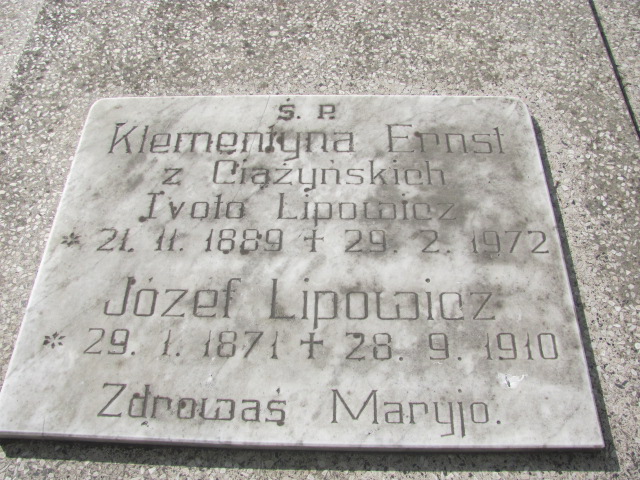 Ś. P.
Klementyna Ernst
z Ciążyńskich
Ivoto Lipowicz
* 21. 11. 1889 + 29. 2. 1972
Józef Lipowicz
* 29. 1. 1871 + 28. 9. 1910
Zdrowaś Maryjo.